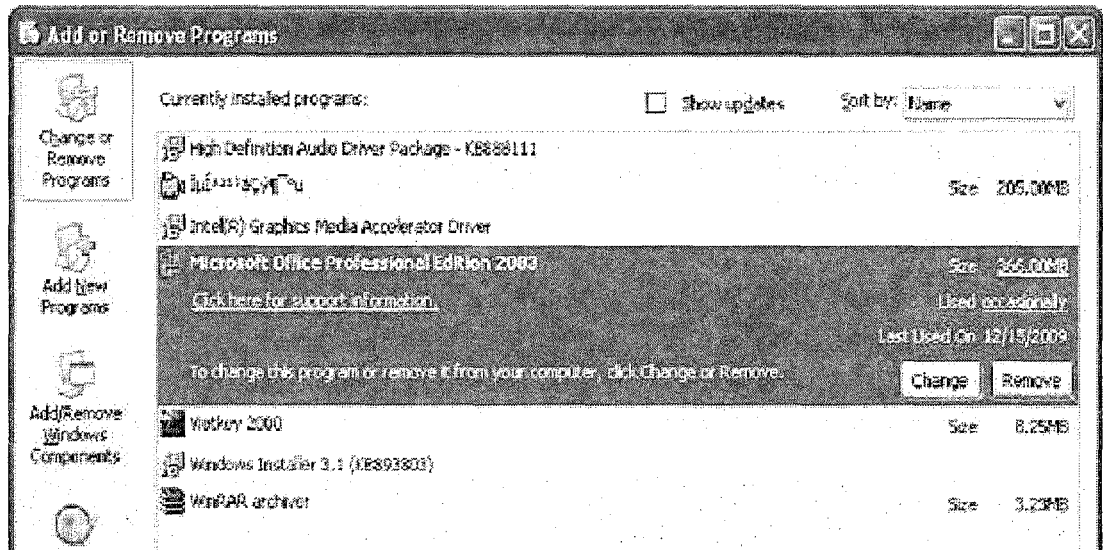 Add or Remove Programs
Change or Remove Programs
Add New Programs
Add/Remove Windows Components
Currently installed programs:
Show updates
Sort by: Name
High Definition Audio Driver Package - KB888111
Size 205.00MB
Intel(R) Graphics Media Accelerator Driver
Microsoft Office Professional Edition 2003
Size 366.00MB
Click here for support information.
Used occasionally
Last Used On 12/15/2009
To change this program or remove it from your computer, click Change or Remove.
Change
Remove
Vietkey 2000
Size 8.25MB
Windows Installer 3.1 (KB893803)
WinRAR archiver
Size 3.23MB